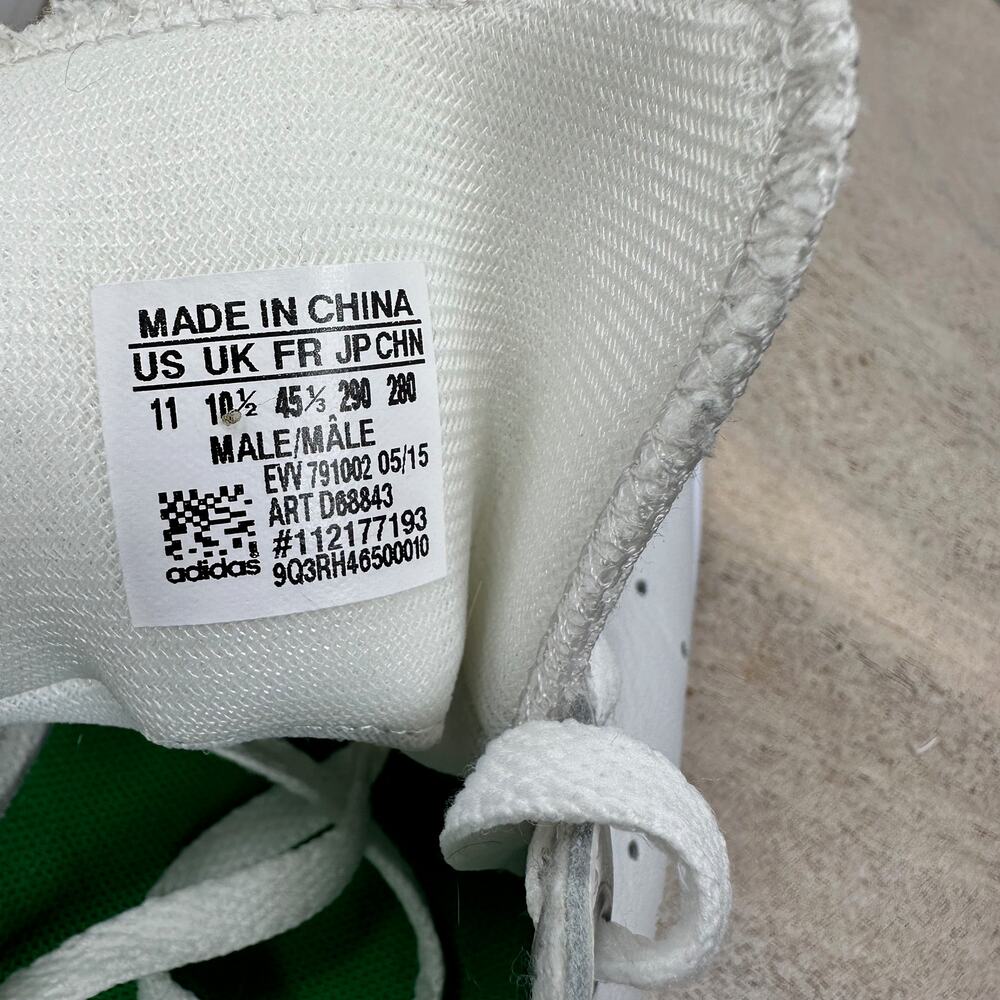 MADE IN CHINA
US UK FR JP CHN
11 10½ 45⅓ 290 280
MALE/MÂLE
EVV 791002 05/15
ART D68843
#112177193
9Q3RH46500010
adidas